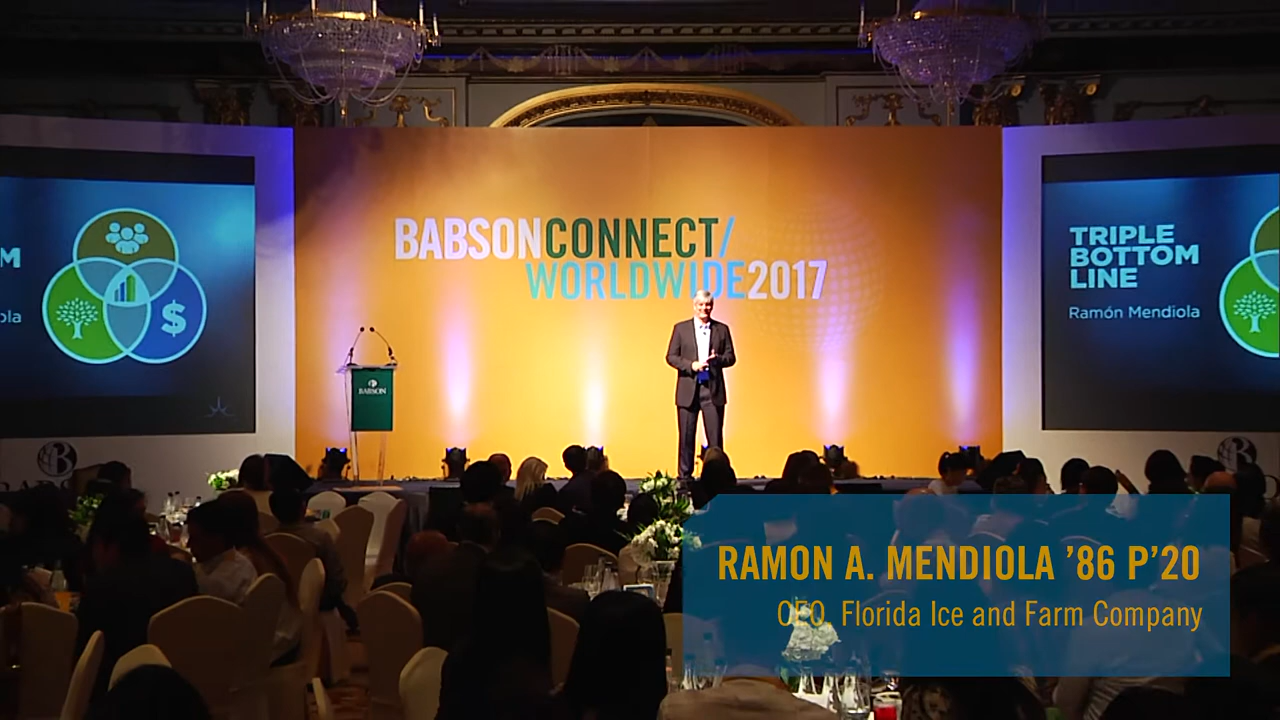 BABSONCONNECT/
WORLDWIDE2017
M
ola
TRIPLE
BOTTOM
LINE
Ramón Mendiola
BABSON
RAMON A. MENDIOLA ’86 P’20
CEO, Florida Ice and Farm Company